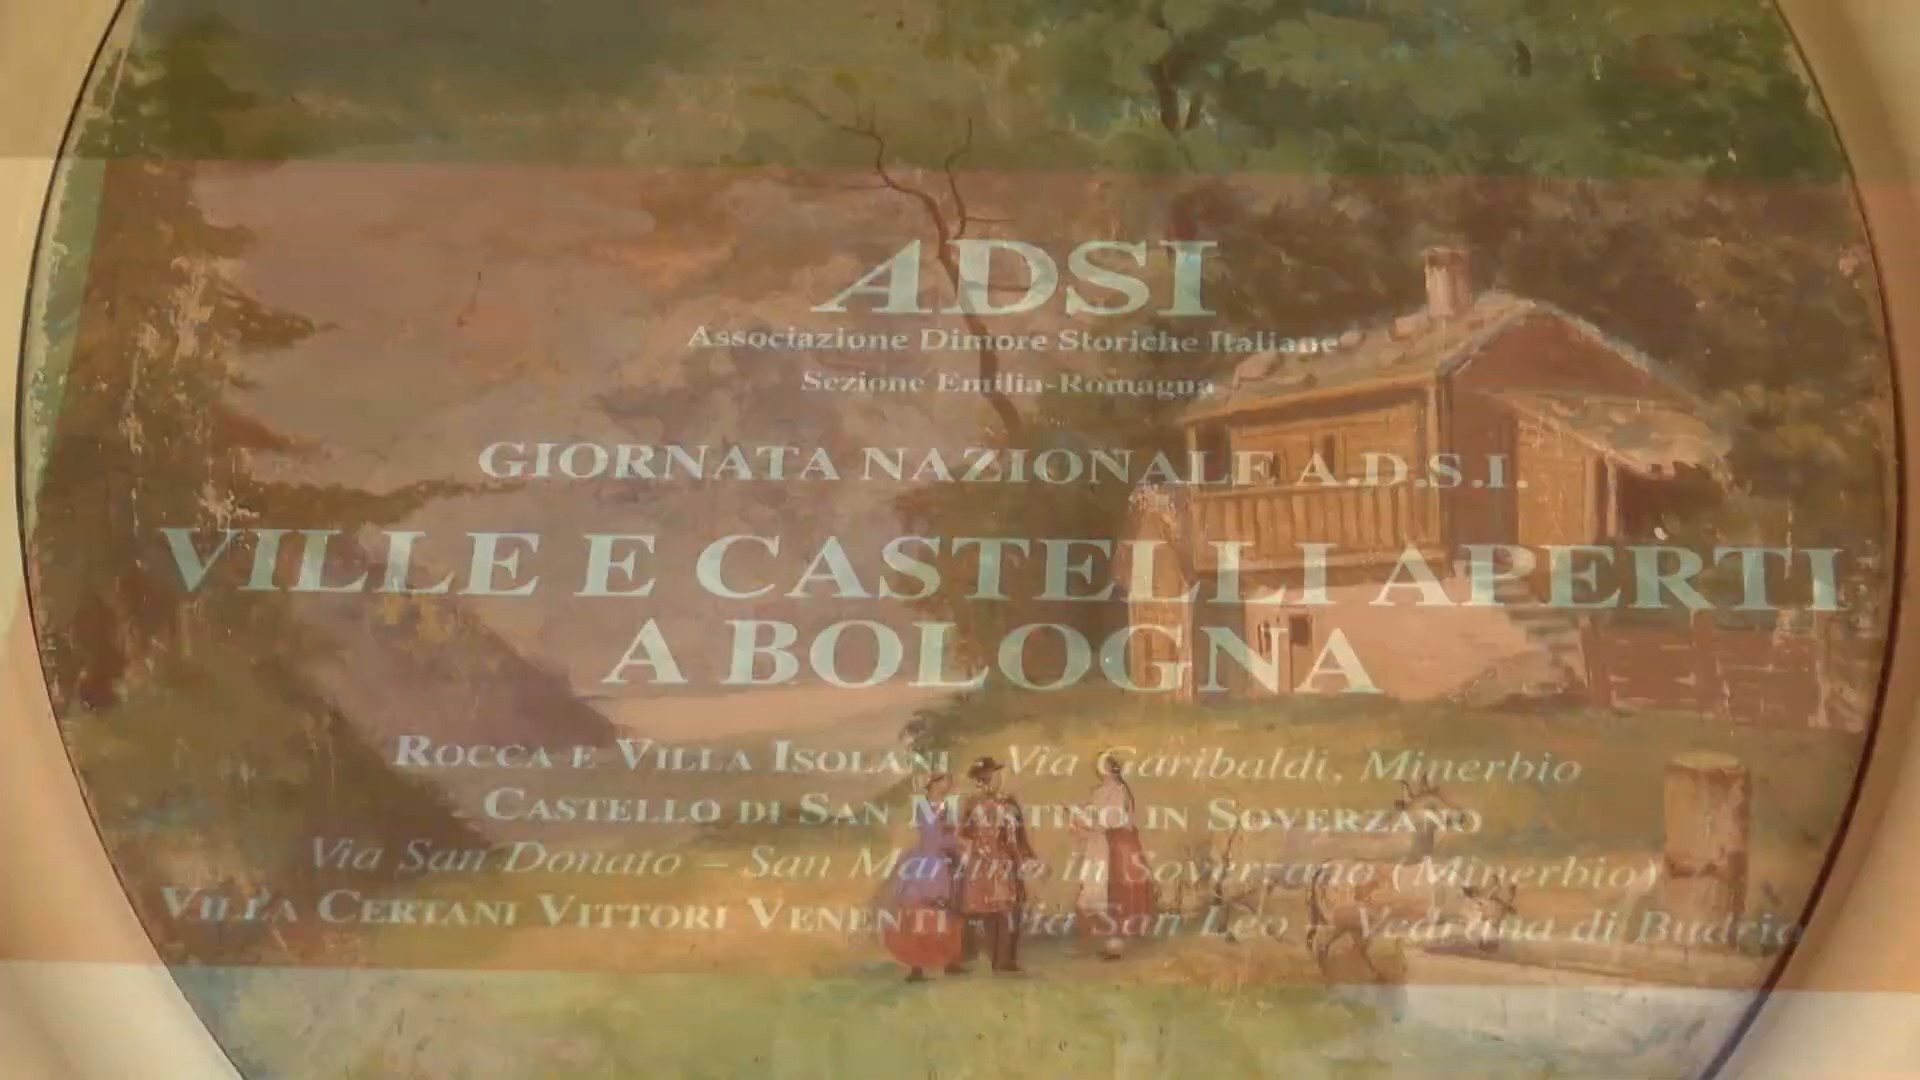 ADSI
Associazione Dimore Storiche Italiane
Sezione Emilia-Romagna
GIORNATA NAZIONALE A.D.S.I.
VILLE E CASTELLI APERTI
A BOLOGNA
ROCCA E VILLA ISOLANI - Via Garibaldi, Minerbio
CASTELLO DI SAN MARTINO IN SOVERZANO
Via San Donato – San Martino in Soverzano (Minerbio)
VILLA CERTANI VITTORI VENENTI - Via San Leo – Vedrana di Budrio